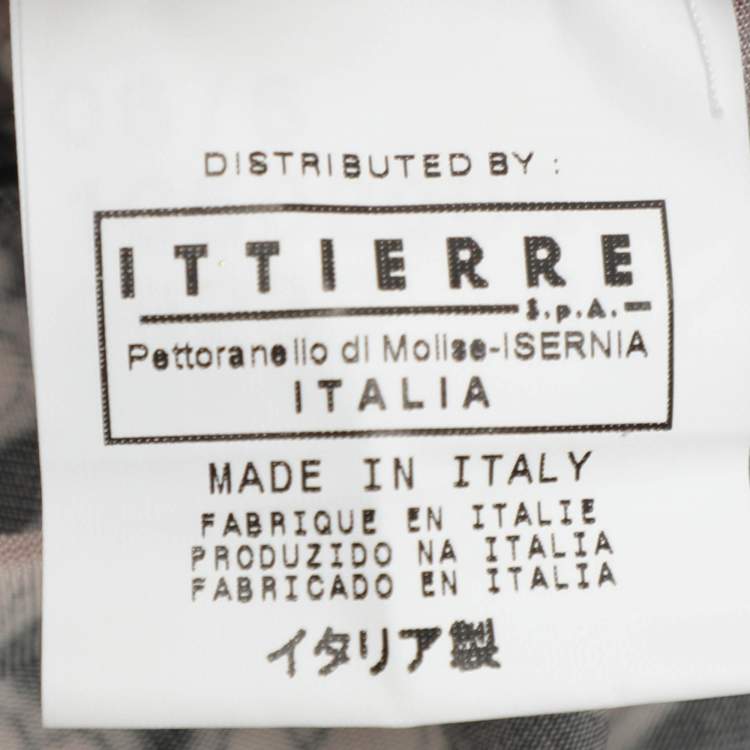 DISTRIBUTED BY :
ITTIERRE
S.p.A.
Pettoranello di Molise-ISERNIA
ITALIA
MADE IN ITALY
FABRIQUE EN ITALIE
PRODUZIDO NA ITALIA
FABRICADO EN ITALIA
イタリア製